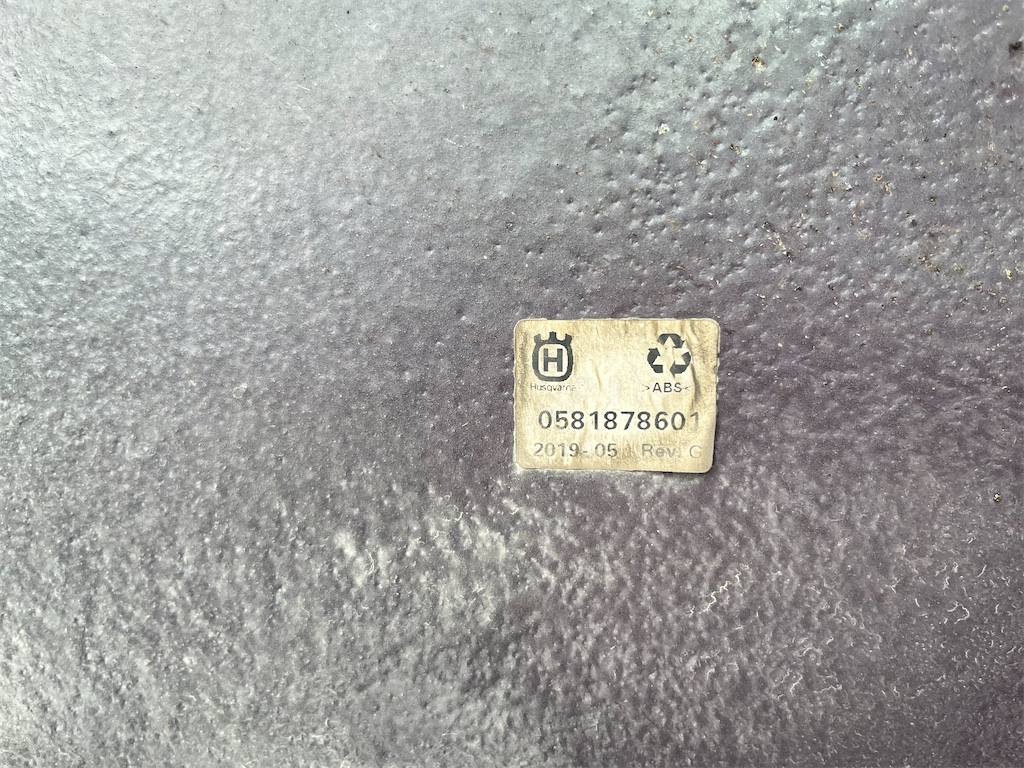 H
Husqvarna
>ABS<
0581878601
2019-05 Rev. G